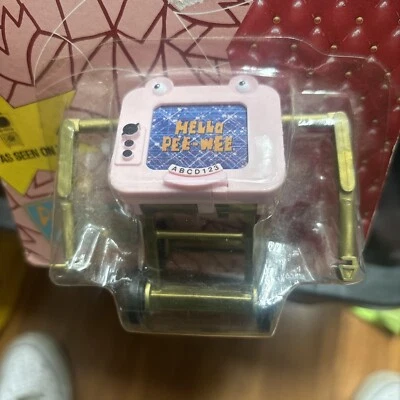 AS SEEN ON
HELLO
PEE-WEE
ABCD123